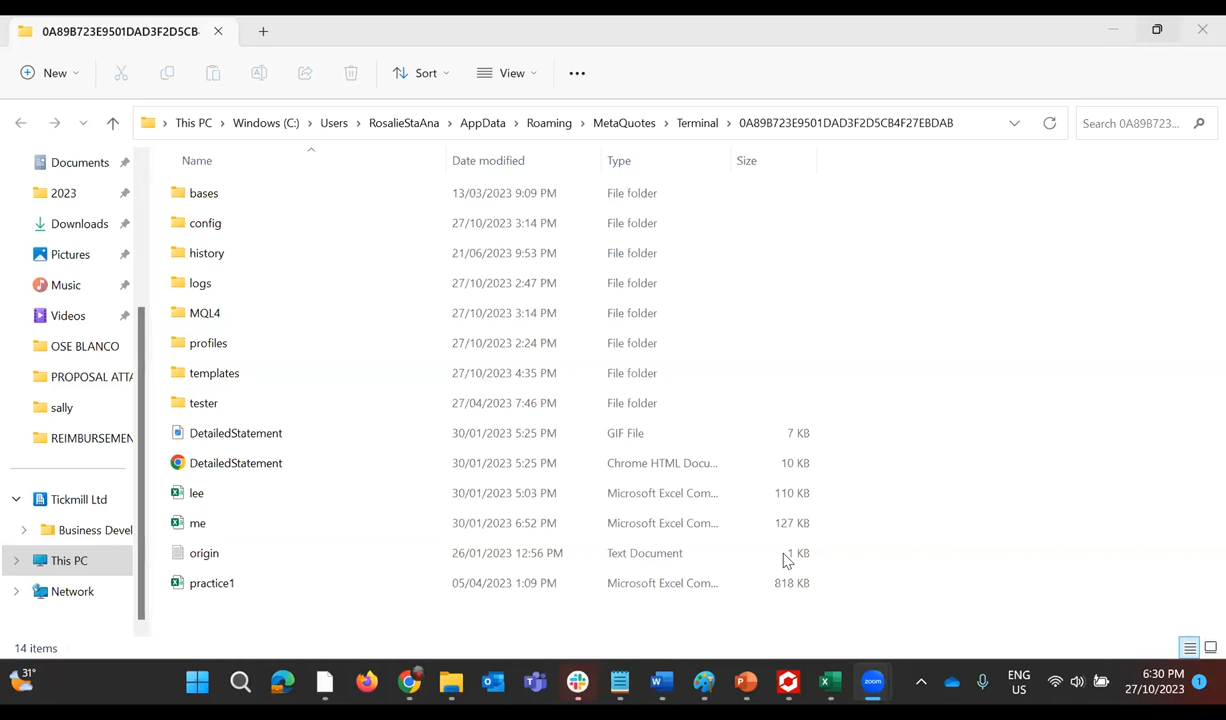 0A89B723E9501DAD3F2D5CB
New
Sort
View
This PC > Windows (C:) > Users > RosalieStaAna > AppData > Roaming > MetaQuotes > Terminal > 0A89B723E9501DAD3F2D5CB4F27EBDAB
Search 0A89B723...
Documents
2023
Downloads
Pictures
Music
Videos
OSE BLANCO
PROPOSAL ATTA
sally
REIMBURSEMEN
Tickmill Ltd
Business Devel
This PC
Network
Name Date modified Type Size
bases 13/03/2023 9:09 PM File folder
config 27/10/2023 3:14 PM File folder
history 21/06/2023 9:53 PM File folder
logs 27/10/2023 2:47 PM File folder
MQL4 27/10/2023 3:14 PM File folder
profiles 27/10/2023 2:24 PM File folder
templates 27/10/2023 4:35 PM File folder
tester 27/04/2023 7:46 PM File folder
DetailedStatement 30/01/2023 5:25 PM GIF File 7 KB
DetailedStatement 30/01/2023 5:25 PM Chrome HTML Docu... 10 KB
lee 30/01/2023 5:03 PM Microsoft Excel Com... 110 KB
me 30/01/2023 6:52 PM Microsoft Excel Com... 127 KB
origin 26/01/2023 12:56 PM Text Document 1 KB
practice1 05/04/2023 1:09 PM Microsoft Excel Com... 818 KB
14 items
31°
zoom
ENG
US
6:30 PM
27/10/2023
1